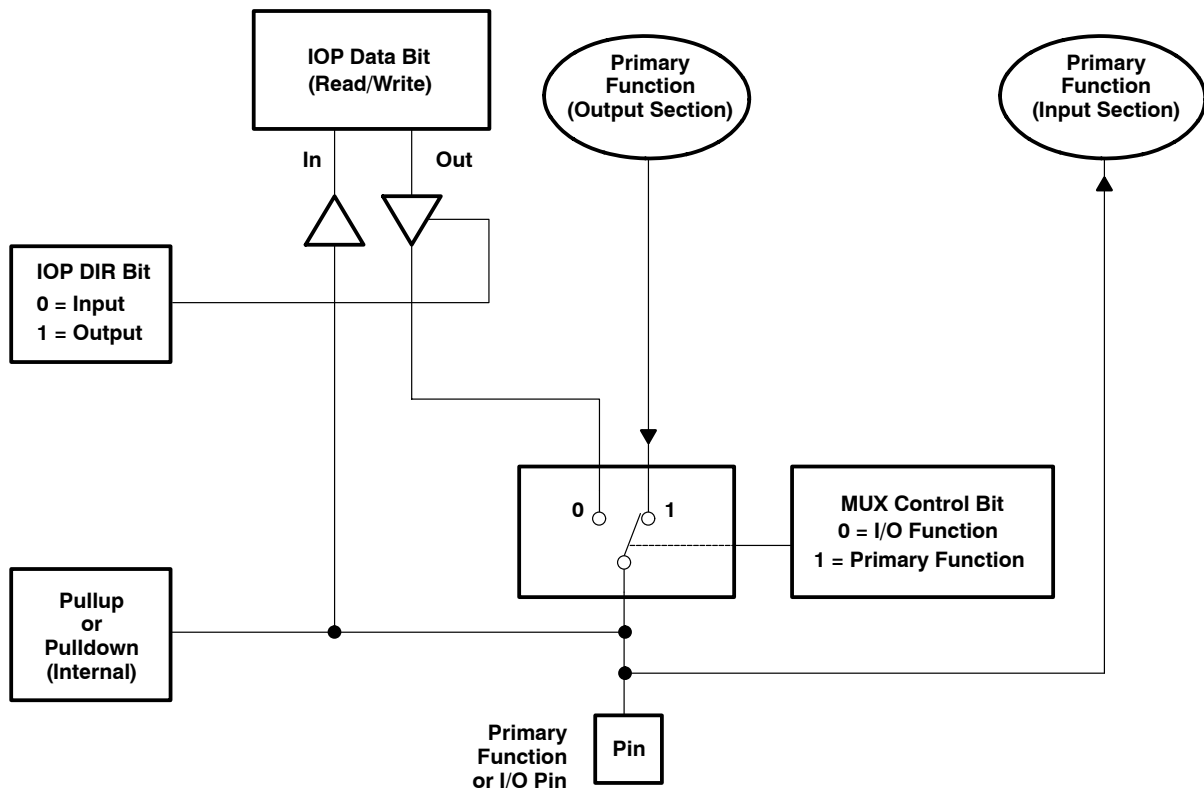 IOP Data Bit
(Read/Write)
Primary
Function
(Output Section)
Primary
Function
(Input Section)
In
Out
IOP DIR Bit
0 = Input
1 = Output
0
1
MUX Control Bit
0 = I/O Function
1 = Primary Function
Pullup
or
Pulldown
(Internal)
Primary
Function
or I/O Pin
Pin